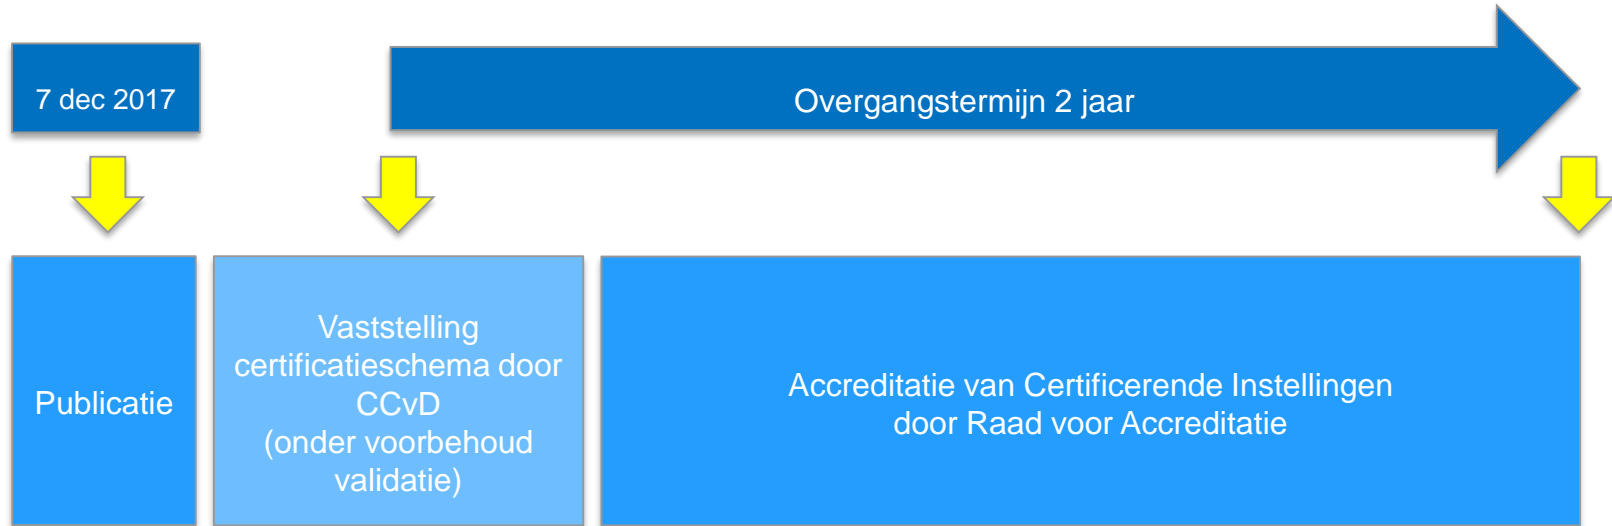 7 dec 2017
Overgangstermijn 2 jaar
Publicatie
Vaststelling
certificatieschema door
CCvD
(onder voorbehoud
validatie)
Accreditatie van Certificerende Instellingen
door Raad voor Accreditatie